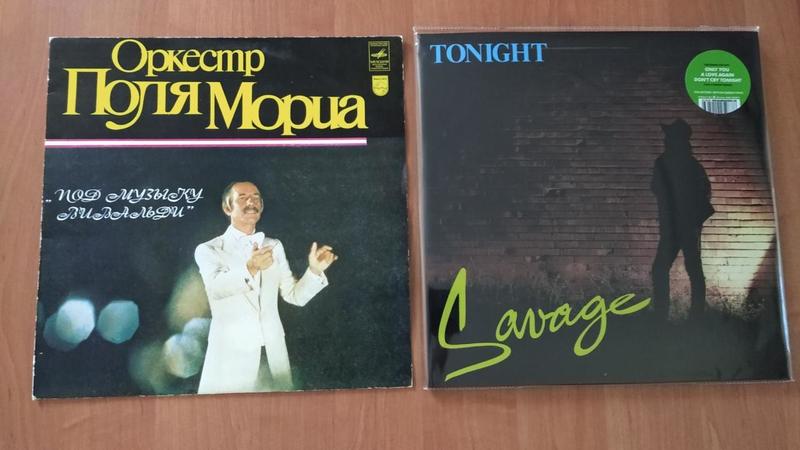 Оркестр
Поля
Мориа
„ПОД МУЗЫКУ
ВИВАЛЬДИ”
TONIGHT
ONLY YOU
A LOVE AGAIN
DON'T CRY TONIGHT
Savage